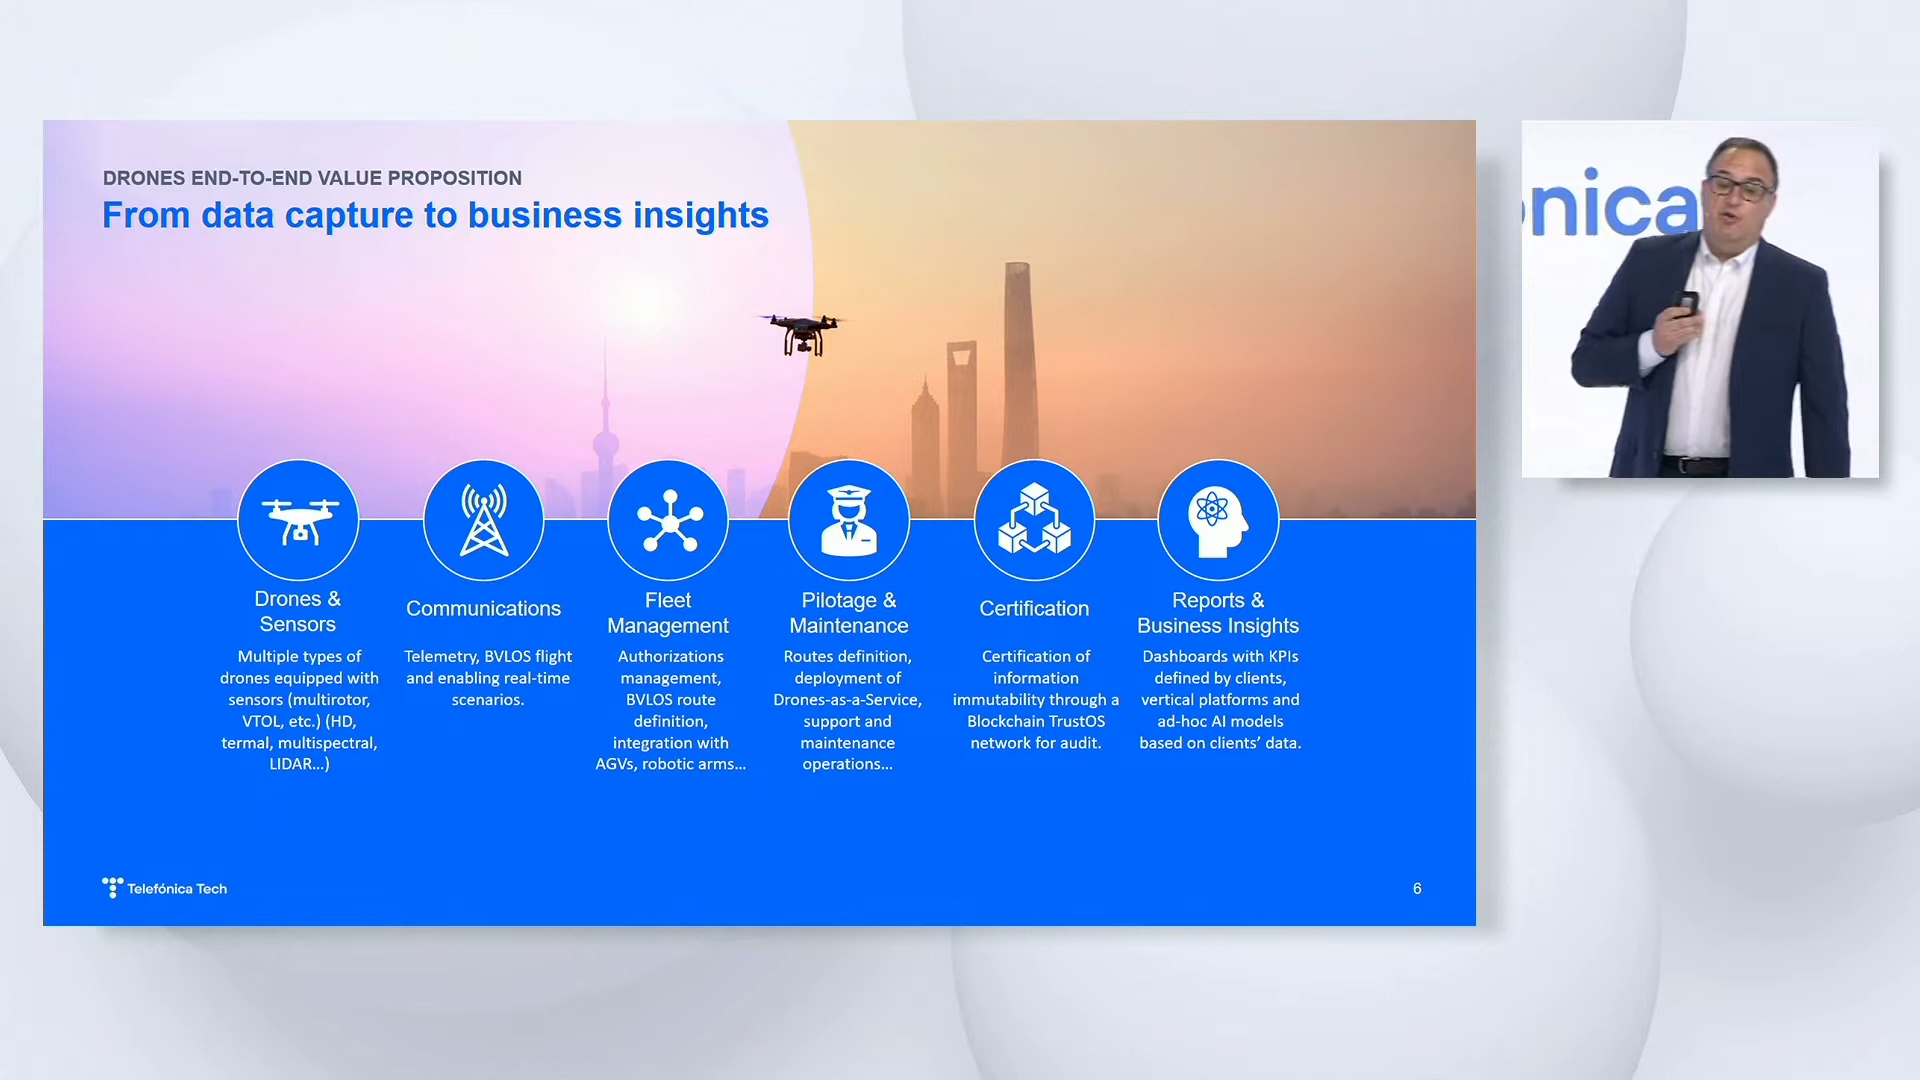 DRONES END-TO-END VALUE PROPOSITION
From data capture to business insights
nica
Drones &
Sensors
Multiple types of
drones equipped with
sensors (multirotor,
VTOL, etc.) (HD,
termal, multispectral,
LIDAR...)
Communications
Telemetry, BVLOS flight
and enabling real-time
scenarios.
Fleet
Management
Authorizations
management,
BVLOS route
definition,
integration with
AGVs, robotic arms...
Pilotage &
Maintenance
Routes definition,
deployment of
Drones-as-a-Service,
support and
maintenance
operations...
Certification
Certification of
information
immutability through a
Blockchain TrustOS
network for audit.
Reports &
Business Insights
Dashboards with KPIs
defined by clients,
vertical platforms and
ad-hoc AI models
based on clients’ data.
Telefónica Tech
6